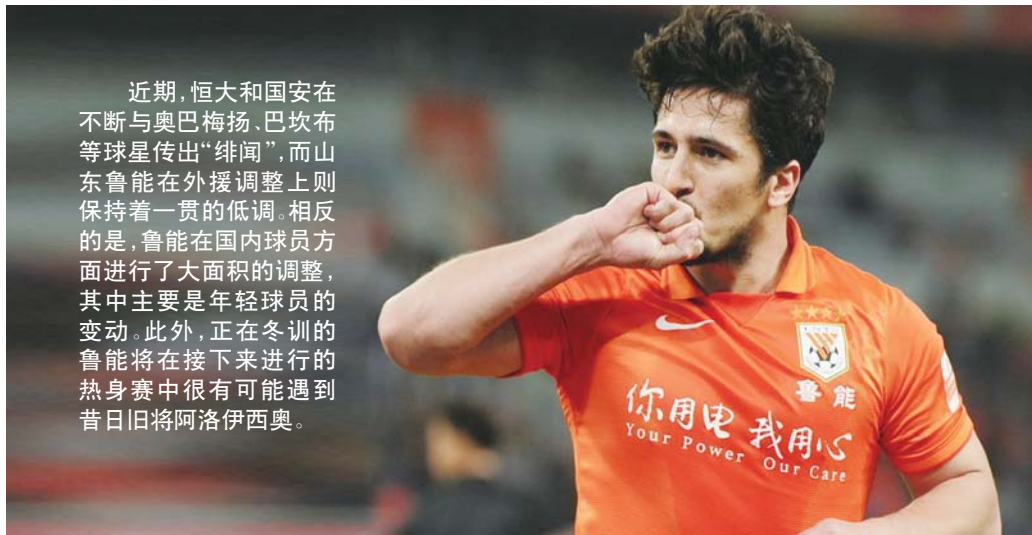 近期，恒大和国安在
不断与奥巴梅扬、巴坎布
等球星传出“绯闻”，而山
东鲁能在外援调整上则
保持着一贯的低调。相反
的是，鲁能在国内球员方
面进行了大面积的调整，
其中主要是年轻球员的
变动。此外，正在冬训的
鲁能将在接下来进行的
热身赛中很有可能遇到
昔日旧将阿洛伊西奥。
鲁能
你用电 我用心
Your Power Our Care